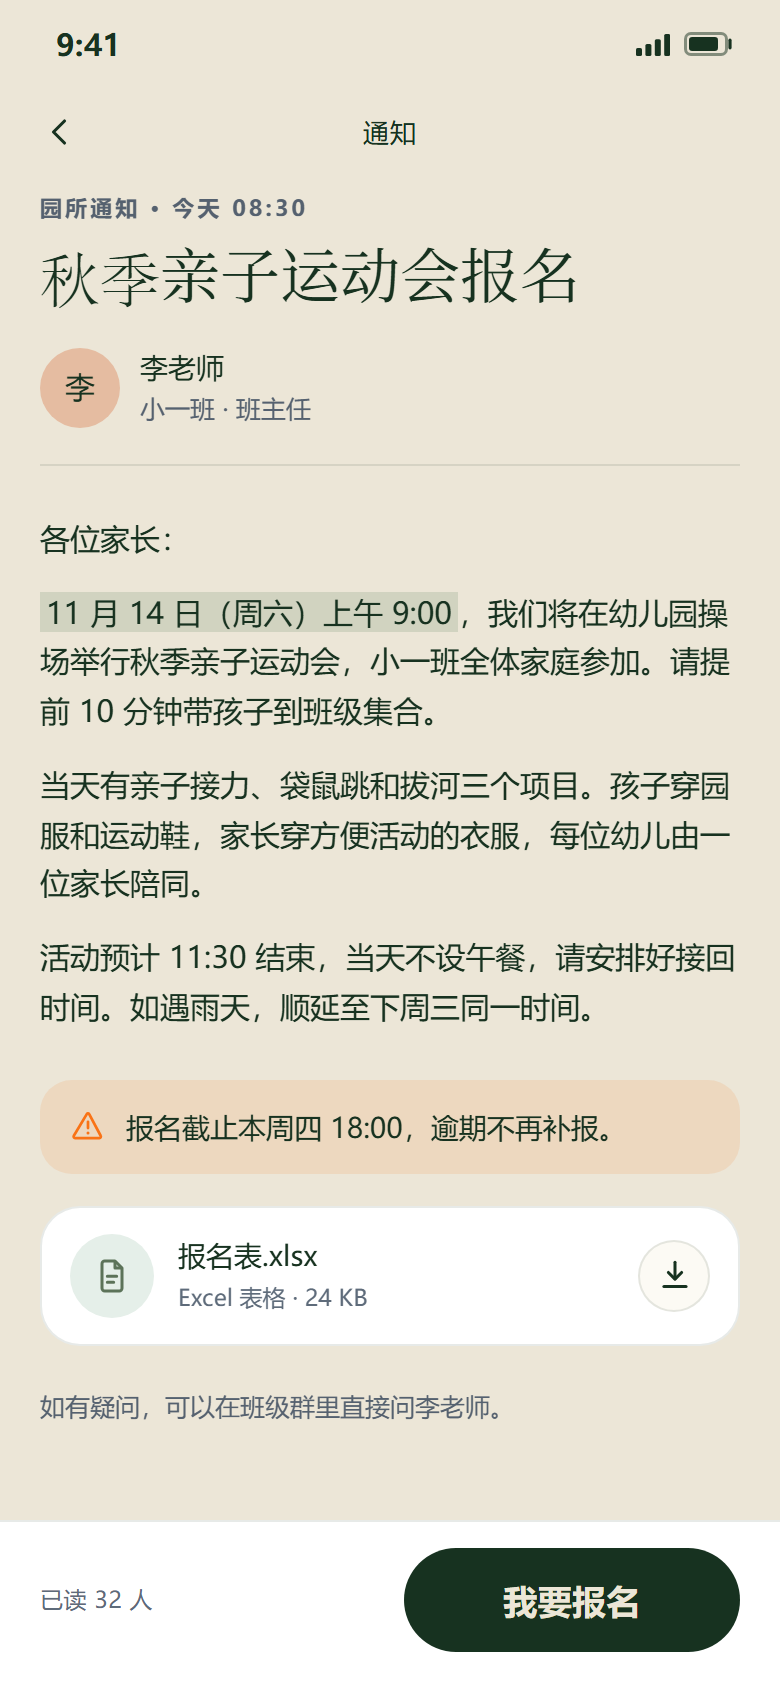 9:41
通知
园所通知 • 今天 08:30
秋季亲子运动会报名
李
李老师
小一班 · 班主任
各位家长：
11 月 14 日（周六）上午 9:00，我们将在幼儿园操
场举行秋季亲子运动会，小一班全体家庭参加。请提
前 10 分钟带孩子到班级集合。
当天有亲子接力、袋鼠跳和拔河三个项目。孩子穿园
服和运动鞋，家长穿方便活动的衣服，每位幼儿由一
位家长陪同。
活动预计 11:30 结束，当天不设午餐，请安排好接回
时间。如遇雨天，顺延至下周三同一时间。
报名截止本周四 18:00，逾期不再补报。
报名表.xlsx
Excel 表格 · 24 KB
如有疑问，可以在班级群里直接问李老师。
已读 32 人
我要报名